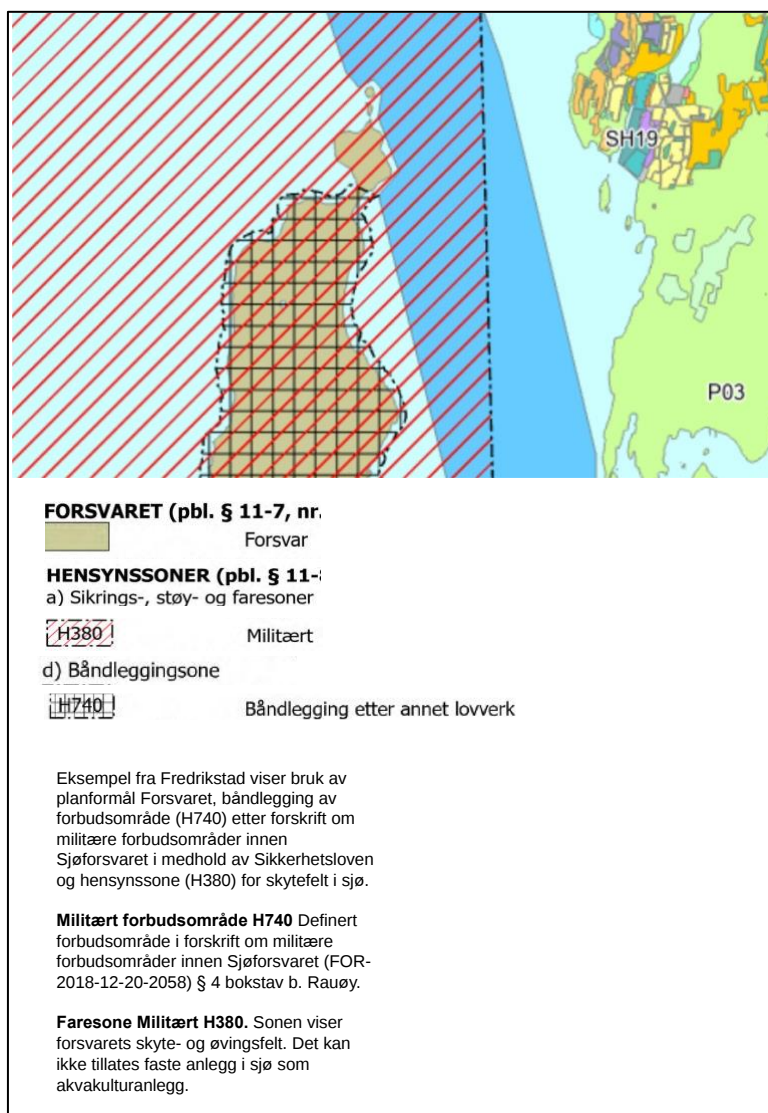 SH19
P03
FORSVARET (pbl. § 11-7, nr.
Forsvar
HENSYNSSONER (pbl. § 11-
a) Sikrings-, støy- og faresoner
H380 Militært
d) Båndleggingsone
H740 Båndlegging etter annet lovverk
Eksempel fra Fredrikstad viser bruk av
planformål Forsvaret, båndlegging av
forbudsområde (H740) etter forskrift om
militære forbudsområder innen
Sjøforsvaret i medhold av Sikkerhetsloven
og hensynssone (H380) for skytefelt i sjø.
Militært forbudsområde H740 Definert
forbudsområde i forskrift om militære
forbudsområder innen Sjøforsvaret (FOR-
2018-12-20-2058) § 4 bokstav b. Rauøy.
Faresone Militært H380. Sonen viser
forsvarets skyte- og øvingsfelt. Det kan
ikke tillates faste anlegg i sjø som
akvakulturanlegg.